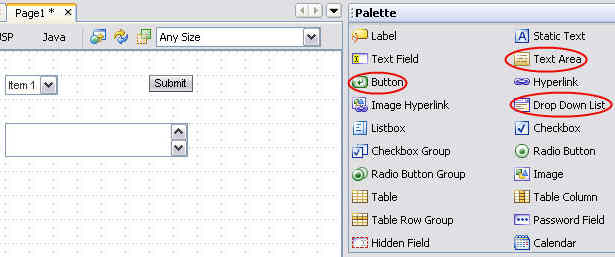 Page1 * ×
JSP Java Any Size
Item 1 Submit
Palette
Label Static Text
Text Field Text Area
Button Hyperlink
Image Hyperlink Drop Down List
Listbox Checkbox
Checkbox Group Radio Button
Radio Button Group Image
Table Table Column
Table Row Group Password Field
Hidden Field Calendar